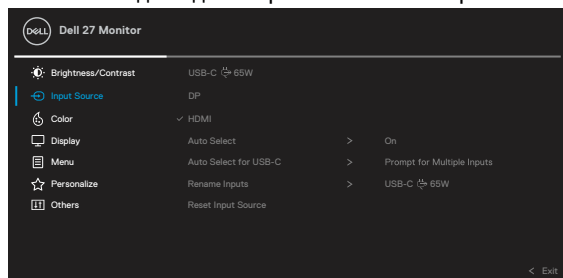 DELL Dell 27 Monitor
Brightness/Contrast USB-C 65W
Input Source DP
Color ✓ HDMI
Display Auto Select > On
Menu Auto Select for USB-C > Prompt for Multiple Inputs
Personalize Rename Inputs > USB-C 65W
Others Reset Input Source
< Exit